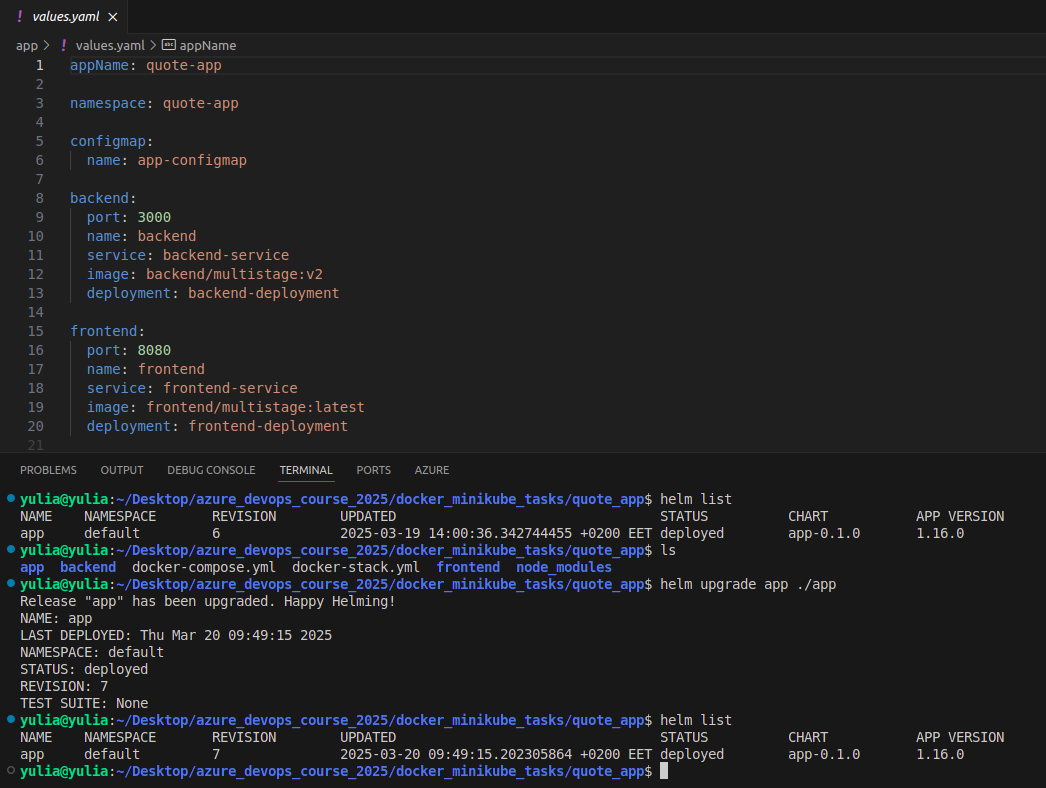 ! values.yaml ×
app > ! values.yaml > abc appName
1 appName: quote-app
2
3 namespace: quote-app
4
5 configmap:
6   name: app-configmap
7
8 backend:
9   port: 3000
10   name: backend
11   service: backend-service
12   image: backend/multistage:v2
13   deployment: backend-deployment
14
15 frontend:
16   port: 8080
17   name: frontend
18   service: frontend-service
19   image: frontend/multistage:latest
20   deployment: frontend-deployment
21
PROBLEMS OUTPUT DEBUG CONSOLE TERMINAL PORTS AZURE
yulia@yulia:~/Desktop/azure_devops_course_2025/docker_minikube_tasks/quote_app$ helm list
NAME NAMESPACE REVISION UPDATED STATUS CHART APP VERSION
app default 6 2025-03-19 14:00:36.342744455 +0200 EET deployed app-0.1.0 1.16.0
yulia@yulia:~/Desktop/azure_devops_course_2025/docker_minikube_tasks/quote_app$ ls
app backend docker-compose.yml docker-stack.yml frontend node_modules
yulia@yulia:~/Desktop/azure_devops_course_2025/docker_minikube_tasks/quote_app$ helm upgrade app ./app
Release "app" has been upgraded. Happy Helming!
NAME: app
LAST DEPLOYED: Thu Mar 20 09:49:15 2025
NAMESPACE: default
STATUS: deployed
REVISION: 7
TEST SUITE: None
yulia@yulia:~/Desktop/azure_devops_course_2025/docker_minikube_tasks/quote_app$ helm list
NAME NAMESPACE REVISION UPDATED STATUS CHART APP VERSION
app default 7 2025-03-20 09:49:15.202305864 +0200 EET deployed app-0.1.0 1.16.0
yulia@yulia:~/Desktop/azure_devops_course_2025/docker_minikube_tasks/quote_app$